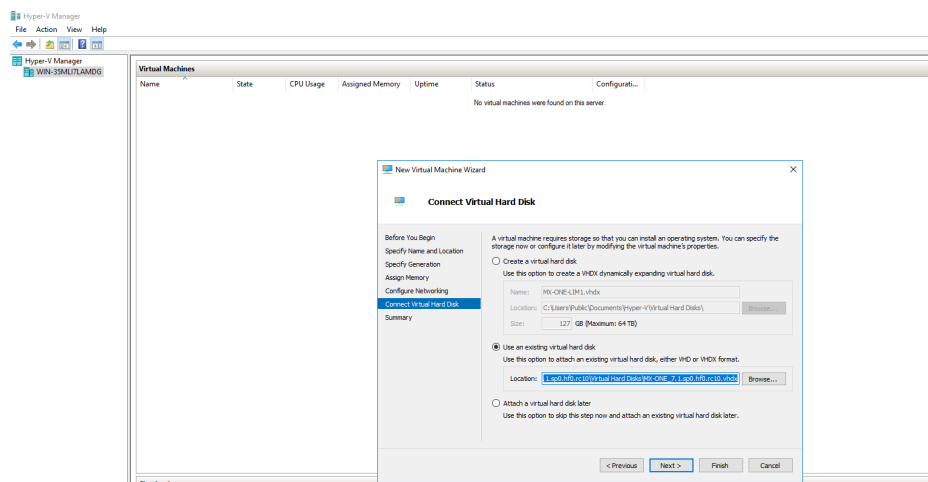 Hyper-V Manager
File Action View Help
Hyper-V Manager
WIN-35MLI7LAMDG
Virtual Machines
Name State CPU Usage Assigned Memory Uptime Status Configurati...
No virtual machines were found on this server.
New Virtual Machine Wizard
Connect Virtual Hard Disk
Before You Begin
Specify Name and Location
Specify Generation
Assign Memory
Configure Networking
Connect Virtual Hard Disk
Summary
A virtual machine requires storage so that you can install an operating system. You can specify the
storage now or configure it later by modifying the virtual machine's properties.
Create a virtual hard disk
Use this option to create a VHDX dynamically expanding virtual hard disk.
Name: MX-ONE-LIM1.vhdx
Location: C:\Users\Public\Documents\Hyper-V\Virtual Hard Disks\ Browse...
Size: 127 GB (Maximum: 64 TB)
Use an existing virtual hard disk
Use this option to attach an existing virtual hard disk, either VHD or VHDX format.
Location: 1.sp0.hf0.rc10\Virtual Hard Disks\MX-ONE_7.1.sp0.hf0.rc10.vhdx Browse...
Attach a virtual hard disk later
Use this option to skip this step now and attach an existing virtual hard disk later.
< Previous Next > Finish Cancel